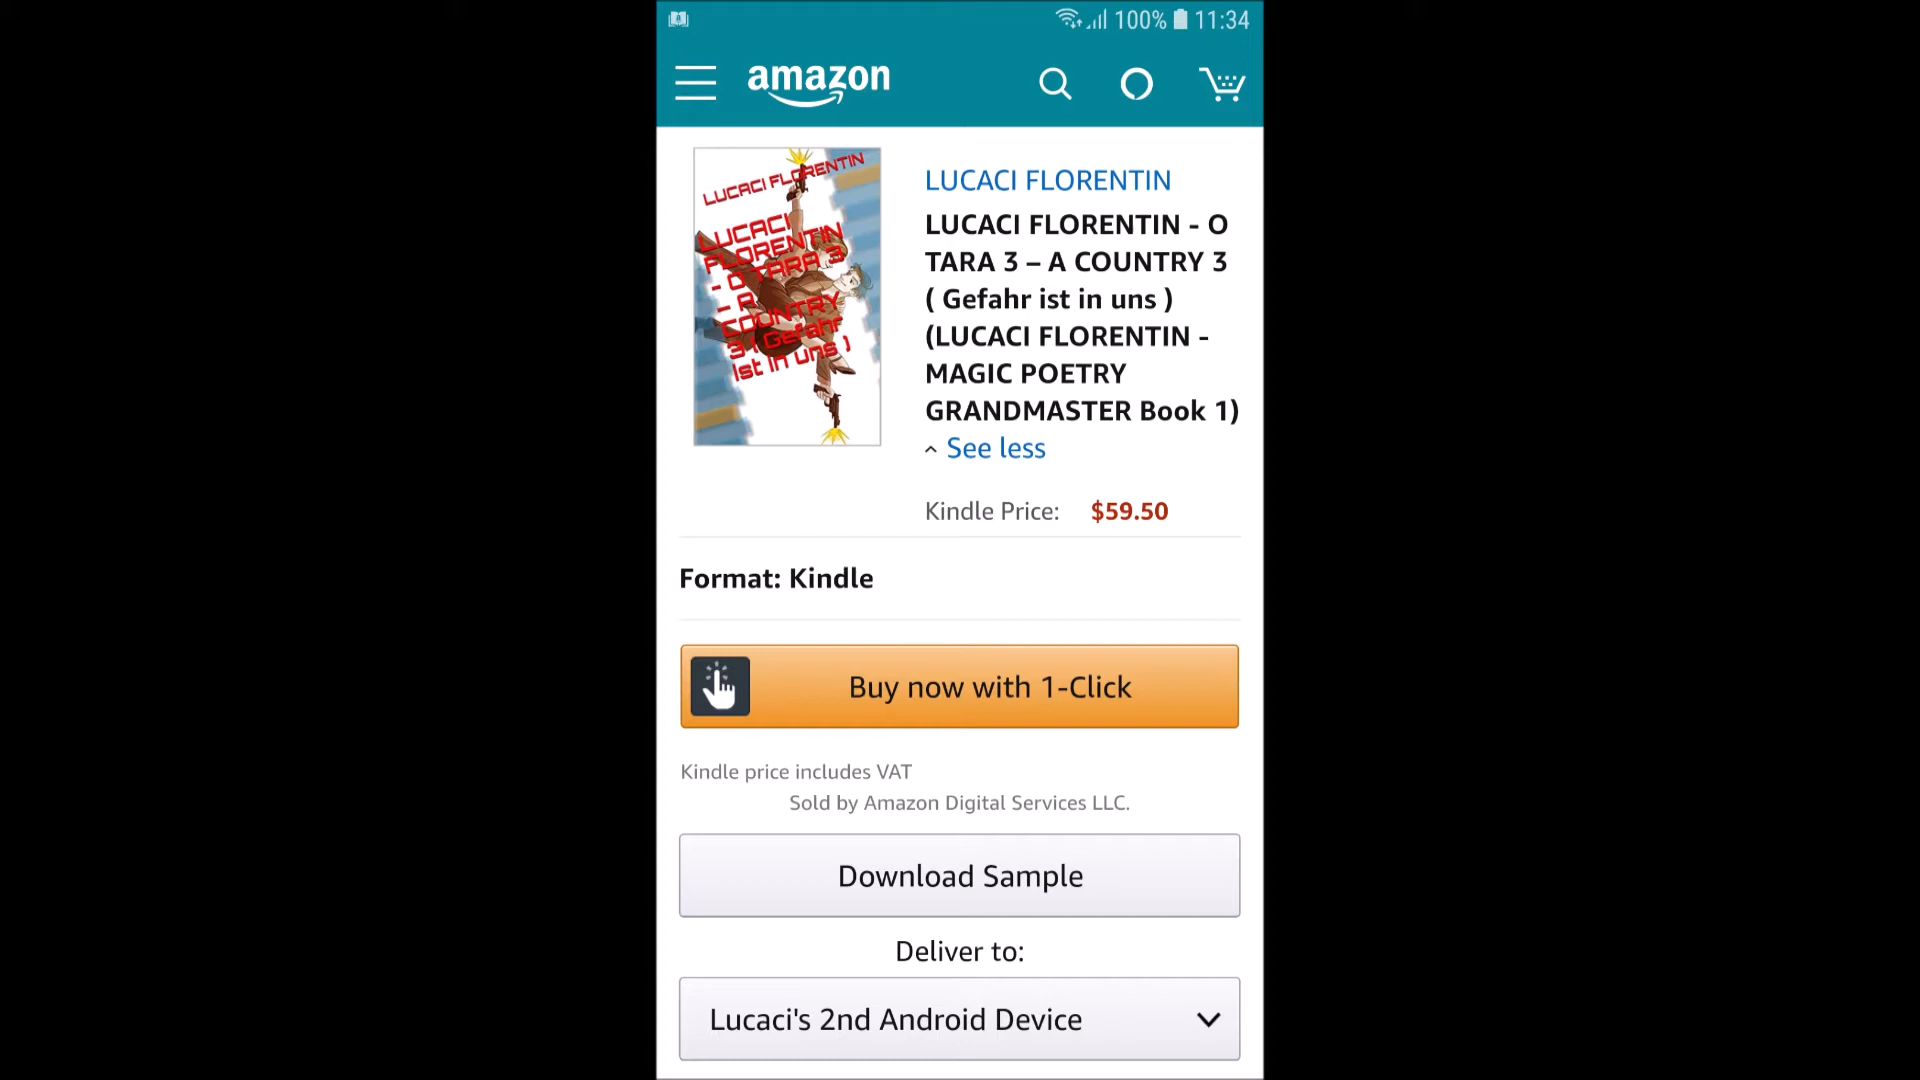 100% 11:34
amazon
LUCACI FLORENTIN
LUCACI
FLORENTIN
- O TARA 3
– A
COUNTRY
3 ( Gefahr
ist in uns )
LUCACI FLORENTIN
LUCACI FLORENTIN - O
TARA 3 – A COUNTRY 3
( Gefahr ist in uns )
(LUCACI FLORENTIN -
MAGIC POETRY
GRANDMASTER Book 1)
See less
Kindle Price: $59.50
Format: Kindle
Buy now with 1-Click
Kindle price includes VAT
Sold by Amazon Digital Services LLC.
Download Sample
Deliver to:
Lucaci's 2nd Android Device